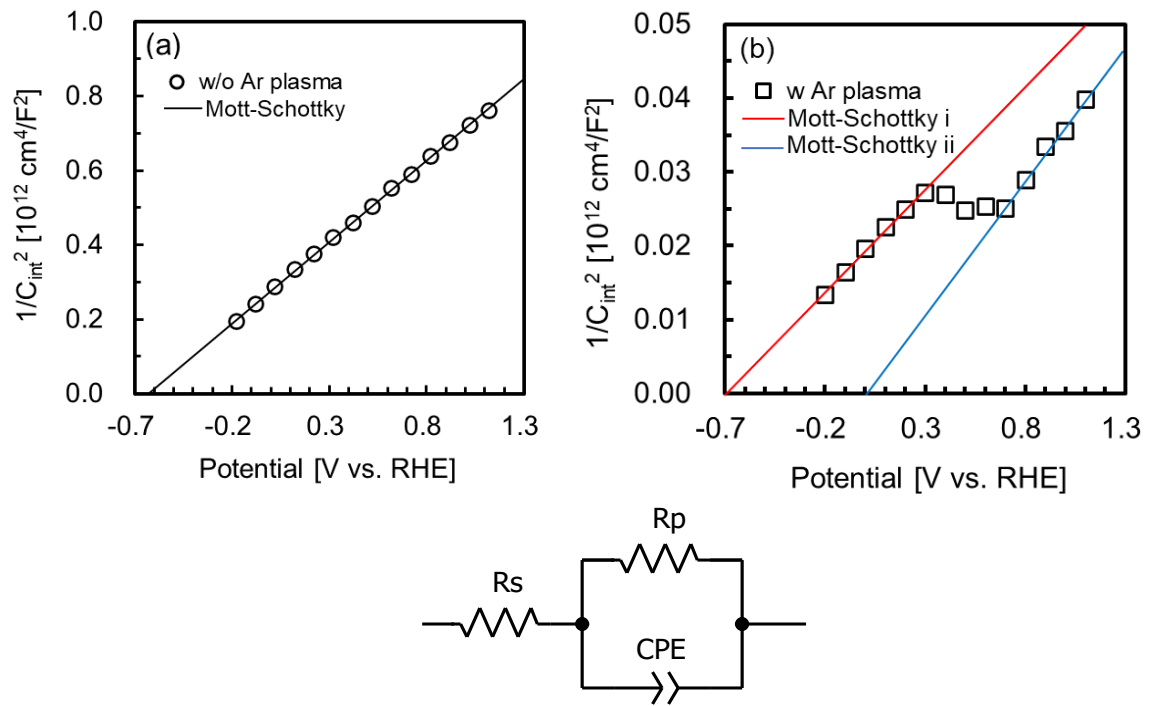 (a)
w/o Ar plasma
Mott-Schottky
1.0
0.8
0.6
0.4
0.2
0.0
1/C_int^2 [10^12 cm^4/F^2]
-0.7 -0.2 0.3 0.8 1.3
Potential [V vs. RHE]
(b)
w Ar plasma
Mott-Schottky i
Mott-Schottky ii
0.05
0.04
0.03
0.02
0.01
0.00
1/C_int^2 [10^12 cm^4/F^2]
-0.7 -0.2 0.3 0.8 1.3
Potential [V vs. RHE]
Rp
Rs
CPE